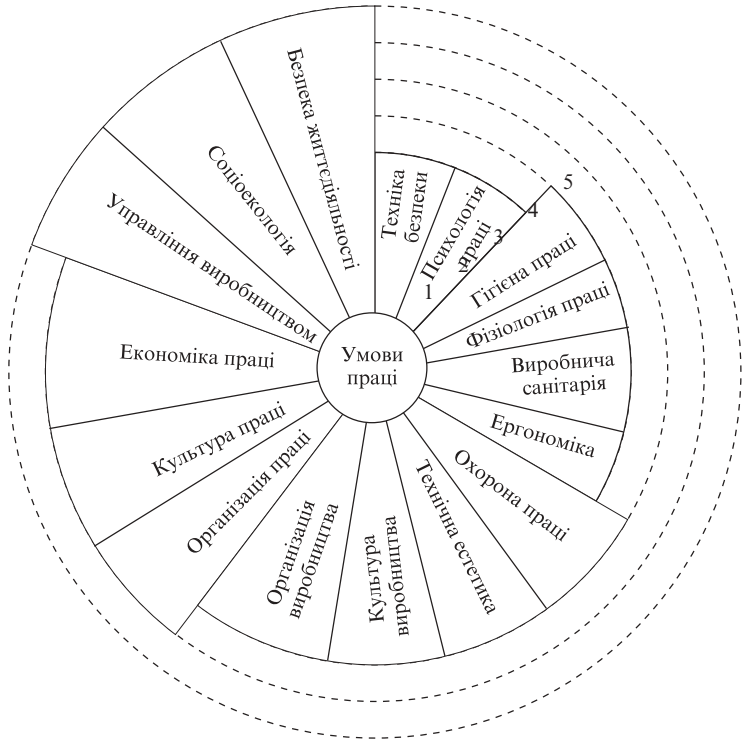 Умови
праці
Техніка
безпеки
Психологія
праці
1
2
3
4
5
Гігієна праці
Фізіологія праці
Виробнича
санітарія
Ергономіка
Охорона праці
Технічна естетика
Культура
виробництва
Організація
виробництва
Організація праці
Культура праці
Економіка праці
Управління виробництвом
Соціоекологія
Безпека життєдіяльності